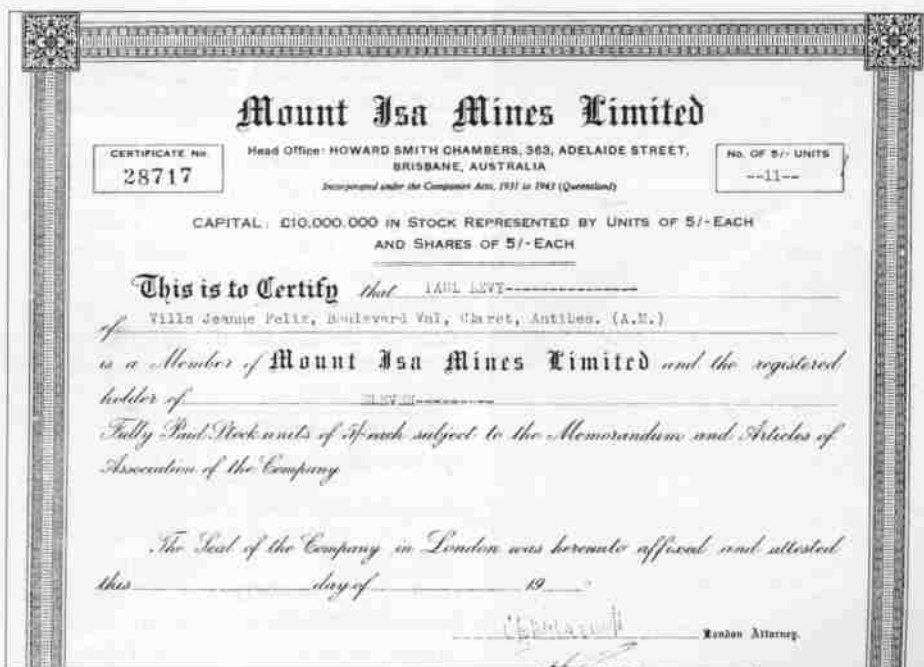 Mount Isa Mines Limited
CERTIFICATE No.
28717
Head Office: HOWARD SMITH CHAMBERS, 363, ADELAIDE STREET,
BRISBANE, AUSTRALIA
Incorporated under the Companies Acts, 1931 to 1943 (Queensland)
No. OF 5/- UNITS
--11--
CAPITAL: £10,000,000 IN STOCK REPRESENTED BY UNITS OF 5/- EACH
AND SHARES OF 5/- EACH
This is to Certify that PAUL LEVY
of Villa Jeanne Felix, Boulevard Val, Claret, Antibes. (A.M.)
is a Member of Mount Isa Mines Limited and the registered
holder of ELEVEN
Fully Paid Stock units of 5/- each subject to the Memorandum and Articles of
Association of the Company
The Seal of the Company in London was hereunto affixed and attested
this day of 19
London Attorney.